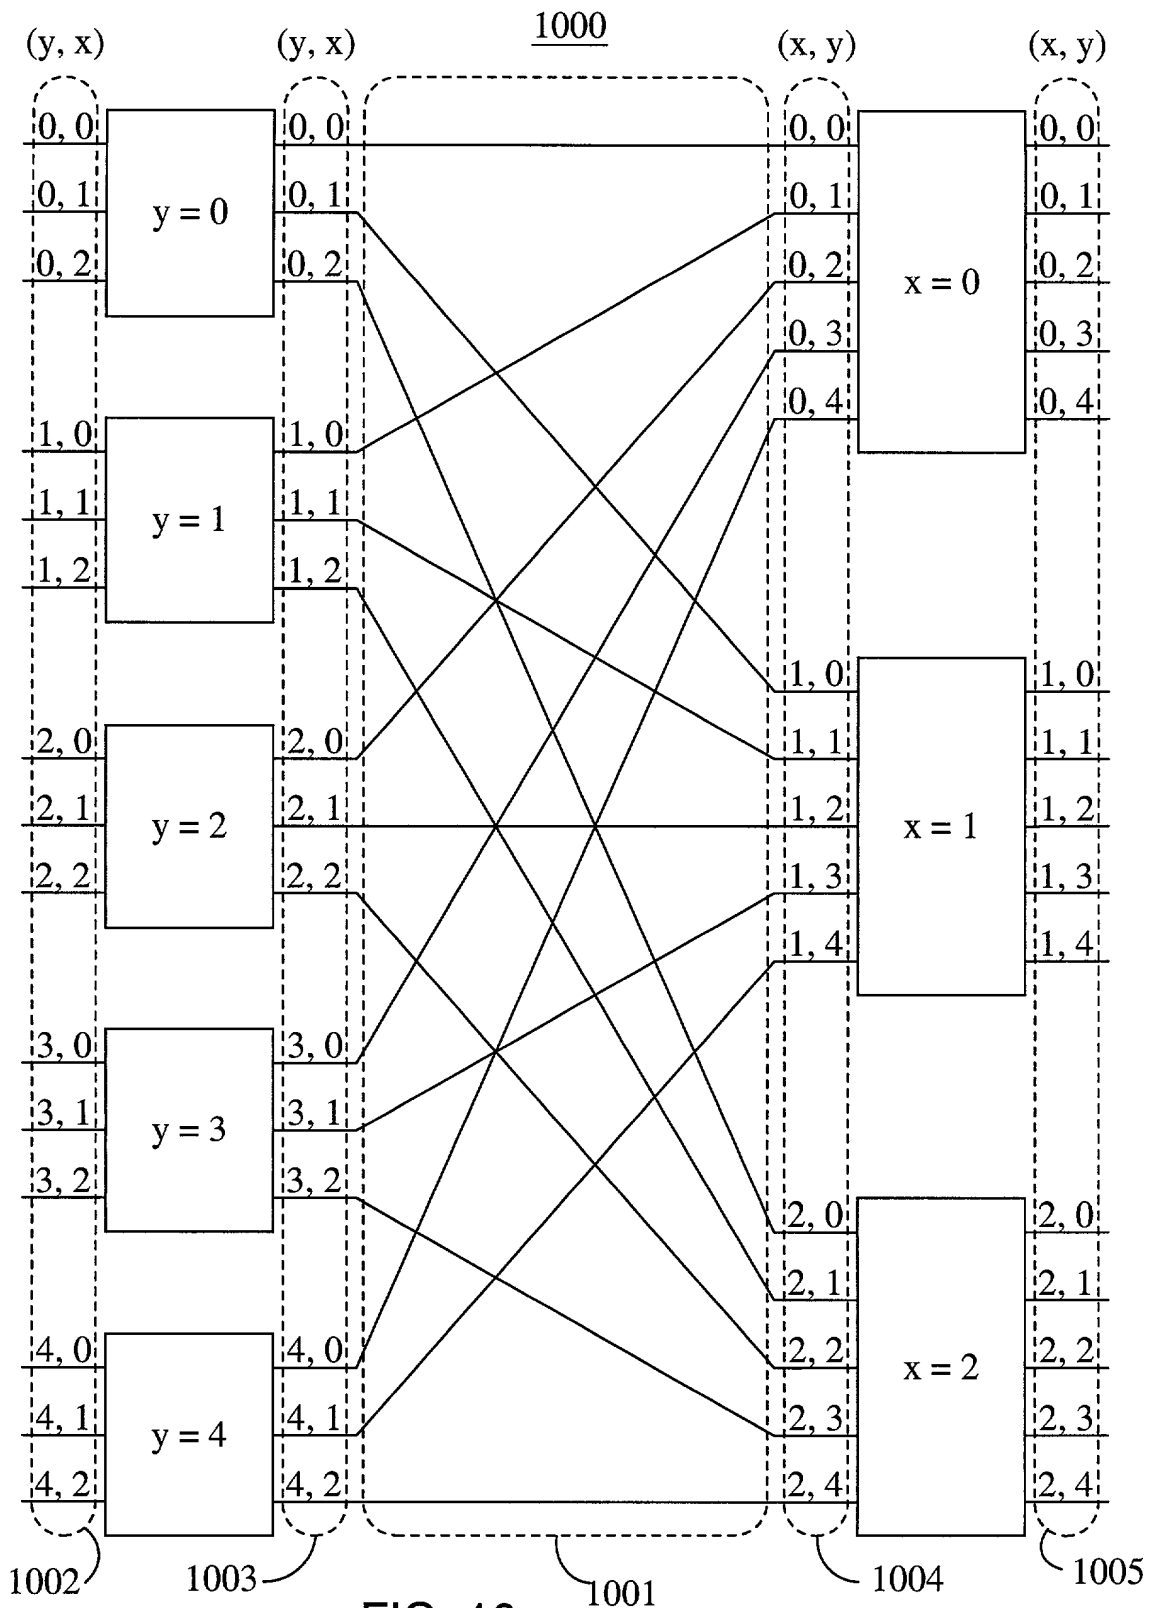 1000
(y, x) (y, x) (x, y) (x, y)
0, 0 0, 0 0, 0 0, 0
0, 1 y = 0 0, 1 0, 1 0, 1
0, 2 0, 2 0, 2 x = 0 0, 2
0, 3 0, 3
0, 4 0, 4
1, 0 1, 0
1, 1 y = 1 1, 1
1, 2 1, 2
1, 0 1, 0
2, 0 2, 0 1, 1 1, 1
2, 1 y = 2 2, 1 1, 2 x = 1 1, 2
2, 2 2, 2 1, 3 1, 3
1, 4 1, 4
3, 0 3, 0
3, 1 y = 3 3, 1
3, 2 3, 2
2, 0 2, 0
2, 1 2, 1
4, 0 4, 0 2, 2 x = 2 2, 2
4, 1 y = 4 4, 1 2, 3 2, 3
4, 2 4, 2 2, 4 2, 4
1002 1003 1001 1004 1005